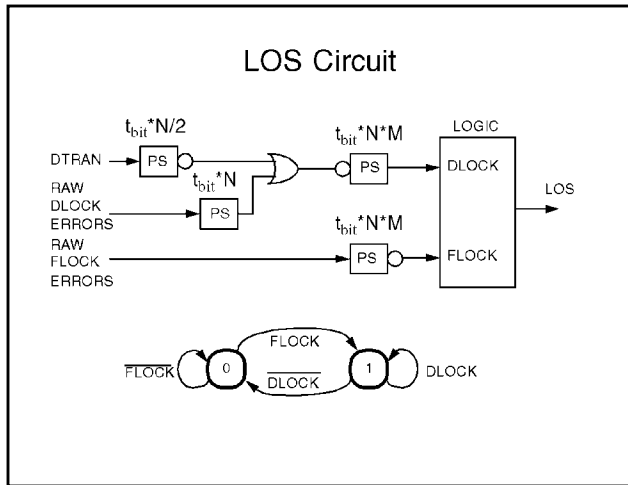 LOS Circuit
t_bit*N/2
t_bit*N*M
LOGIC
DTRAN
PS
PS
DLOCK
t_bit*N
LOS
RAW
DLOCK
ERRORS
PS
t_bit*N*M
RAW
FLOCK
ERRORS
PS
FLOCK
FLOCK
FLOCK
0
DLOCK
1
DLOCK